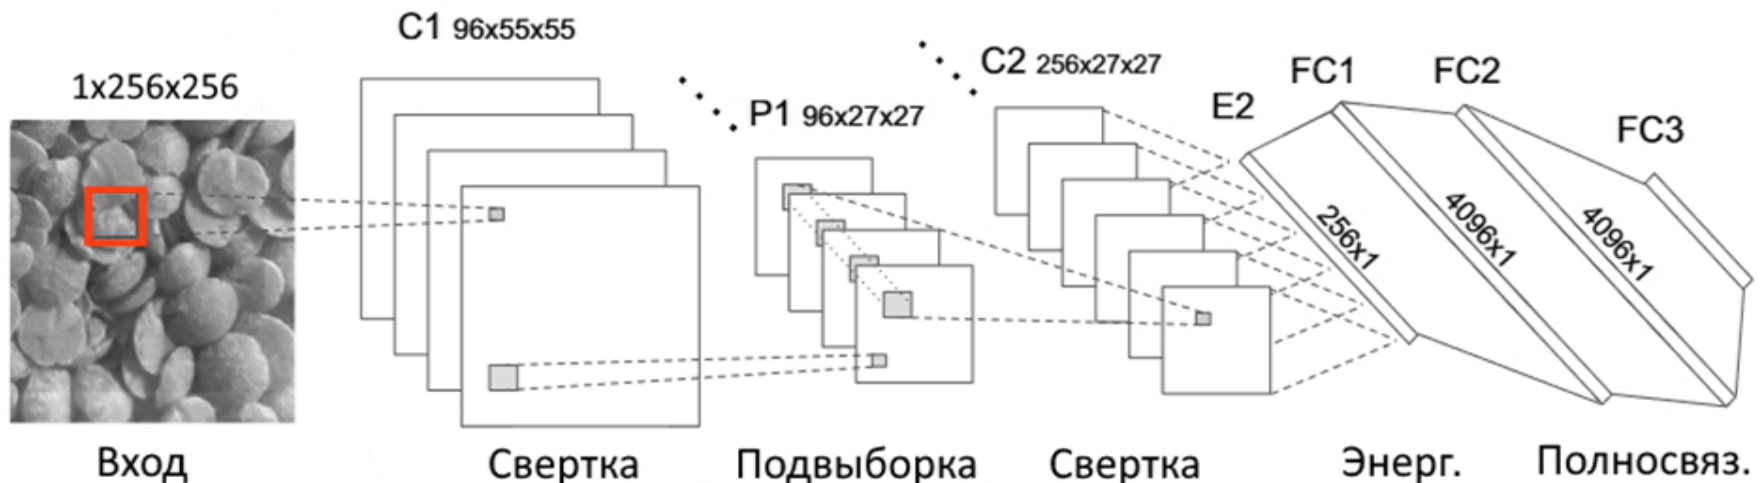 1x256x256
C1 96x55x55
P1 96x27x27
C2 256x27x27
E2
FC1
FC2
FC3
256x1
4096x1
4096x1
Вход
Свертка
Подвыборка
Свертка
Энерг.
Полносвяз.